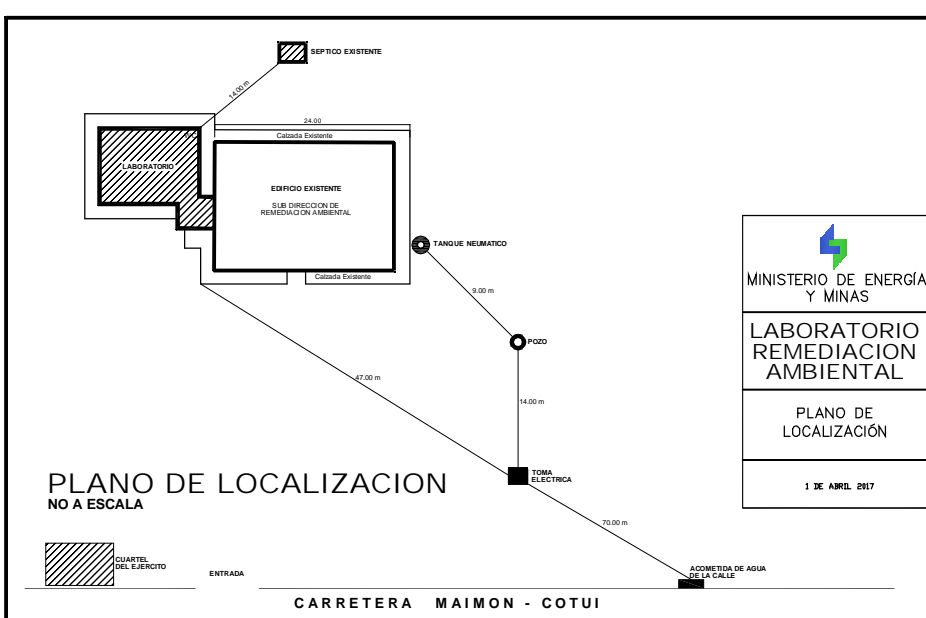 SEPTICO EXISTENTE
14.00 m
24.00
Calzada Existente
WC
LABORATORIO
EDIFICIO EXISTENTE
SUB DIRECCION DE
REMEDIACION AMBIENTAL
TANQUE NEUMATICO
Calzada Existente
9.00 m
POZO
47.00 m
14.00 m
TOMA
ELECTRICA
70.00 m
ACOMETIDA DE AGUA
DE LA CALLE
PLANO DE LOCALIZACION
NO A ESCALA
CUARTEL
DEL EJERCITO
ENTRADA
CARRETERA MAIMON - COTUI
MINISTERIO DE ENERGÍA
Y MINAS
LABORATORIO
REMEDIACION
AMBIENTAL
PLANO DE
LOCALIZACIÓN
1 DE ABRIL 2017